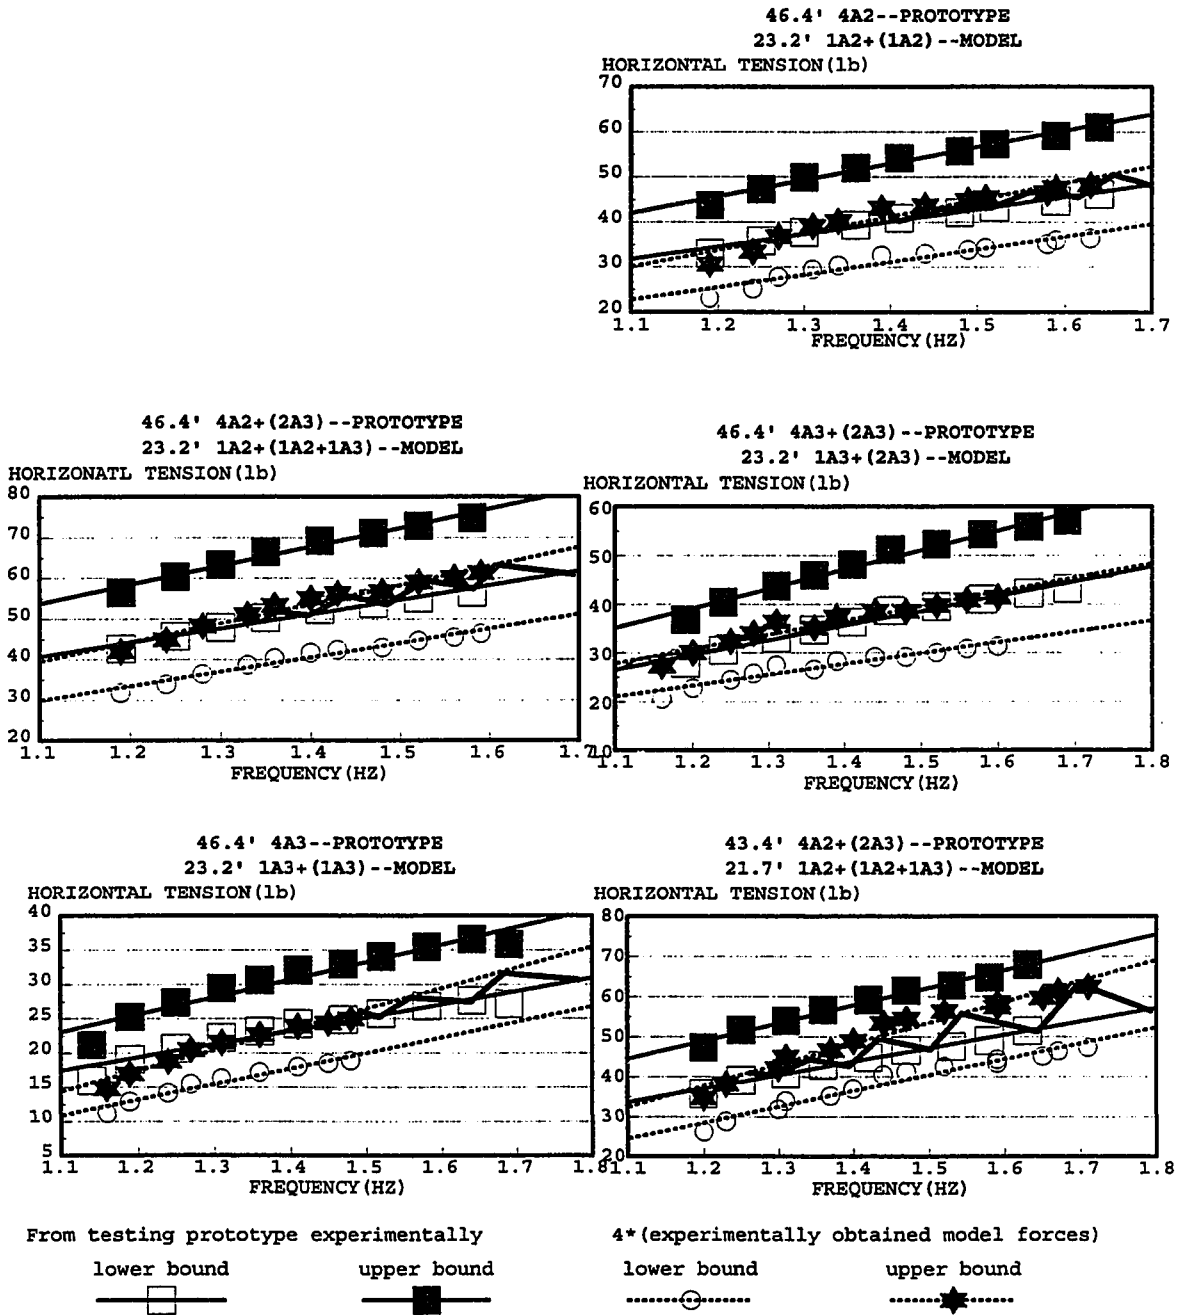 46.4' 4A2--PROTOTYPE
23.2' 1A2+(1A2)--MODEL
HORIZONTAL TENSION(lb)
70
60
50
40
30
20
1.1 1.2 1.3 1.4 1.5 1.6 1.7
FREQUENCY(HZ)
46.4' 4A2+(2A3)--PROTOTYPE
23.2' 1A2+(1A2+1A3)--MODEL
HORIZONATL TENSION(lb)
80
70
60
50
40
30
20
1.1 1.2 1.3 1.4 1.5 1.6 1.7
FREQUENCY(HZ)
46.4' 4A3+(2A3)--PROTOTYPE
23.2' 1A3+(2A3)--MODEL
HORIZONTAL TENSION(lb)
60
50
40
30
20
10
1.1 1.2 1.3 1.4 1.5 1.6 1.7 1.8
FREQUENCY(HZ)
46.4' 4A3--PROTOTYPE
23.2' 1A3+(1A3)--MODEL
HORIZONTAL TENSION(lb)
40
35
30
25
20
15
10
5
1.1 1.2 1.3 1.4 1.5 1.6 1.7 1.8
FREQUENCY(HZ)
43.4' 4A2+(2A3)--PROTOTYPE
21.7' 1A2+(1A2+1A3)--MODEL
HORIZONTAL TENSION(lb)
80
70
60
50
40
30
20
1.1 1.2 1.3 1.4 1.5 1.6 1.7 1.8
FREQUENCY(HZ)
From testing prototype experimentally
lower bound upper bound
4*(experimentally obtained model forces)
lower bound upper bound